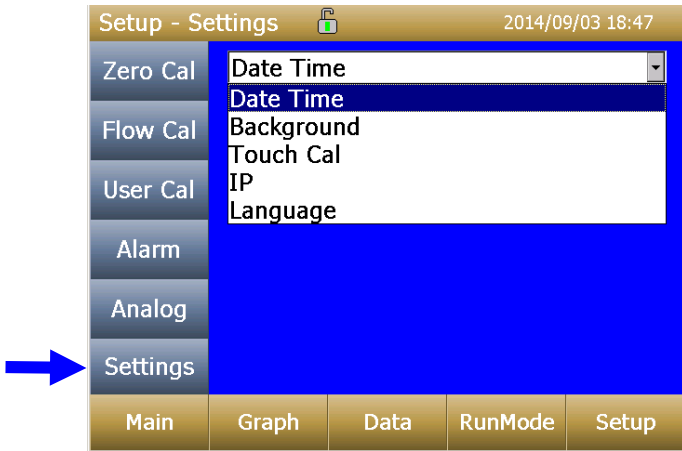 Setup - Settings 2014/09/03 18:47
Zero Cal
Flow Cal
User Cal
Alarm
Analog
Settings
Date Time
Date Time
Background
Touch Cal
IP
Language
Main Graph Data RunMode Setup